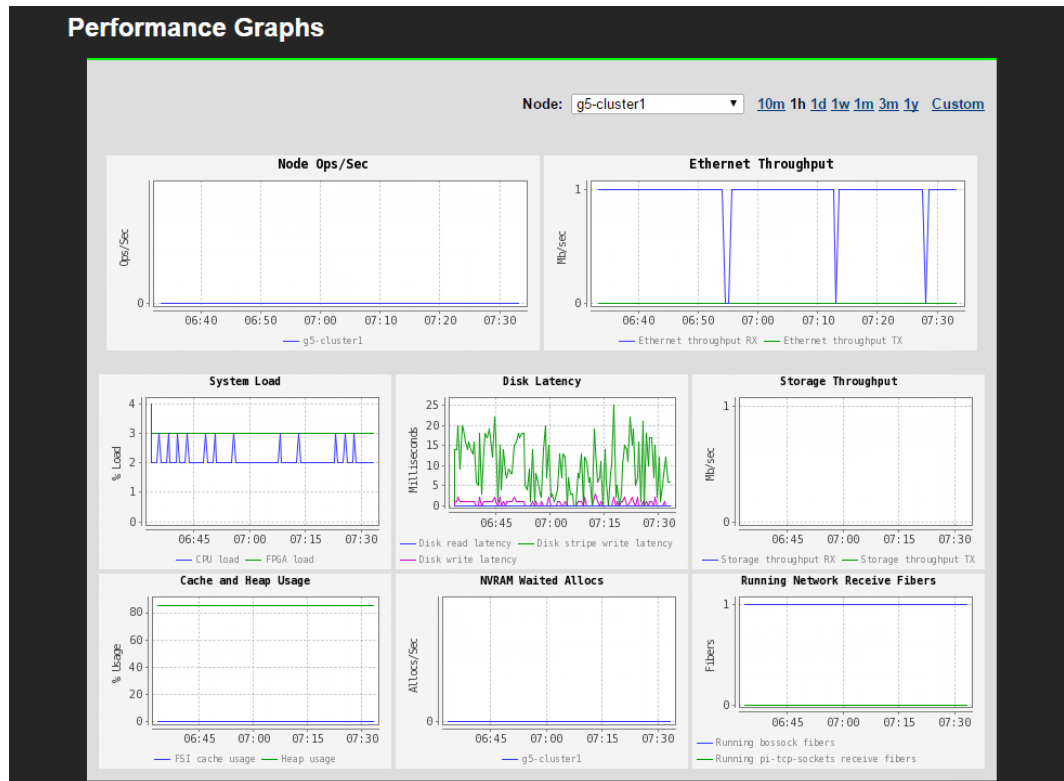 Performance Graphs
Node: g5-cluster1 10m 1h 1d 1w 1m 3m 1y Custom
Node Ops/Sec
Ops/Sec
0
06:40 06:50 07:00 07:10 07:20 07:30
g5-cluster1
Ethernet Throughput
Mb/sec
1
0
06:40 06:50 07:00 07:10 07:20 07:30
Ethernet throughput RX Ethernet throughput TX
System Load
% Load
4
3
2
1
0
06:45 07:00 07:15 07:30
CPU load FPGA load
Disk Latency
Milliseconds
25
20
15
10
5
0
06:45 07:00 07:15 07:30
Disk read latency Disk stripe write latency
Disk write latency
Storage Throughput
Mb/sec
1
0
06:45 07:00 07:15 07:30
Storage throughput RX Storage throughput TX
Cache and Heap Usage
% Usage
80
60
40
20
0
06:45 07:00 07:15 07:30
FSI cache usage Heap usage
NVRAM Waited Allocs
Allocs/Sec
0
06:45 07:00 07:15 07:30
g5-cluster1
Running Network Receive Fibers
Fibers
1
0
06:45 07:00 07:15 07:30
Running bossock fibers
Running pi-tcp-sockets receive fibers